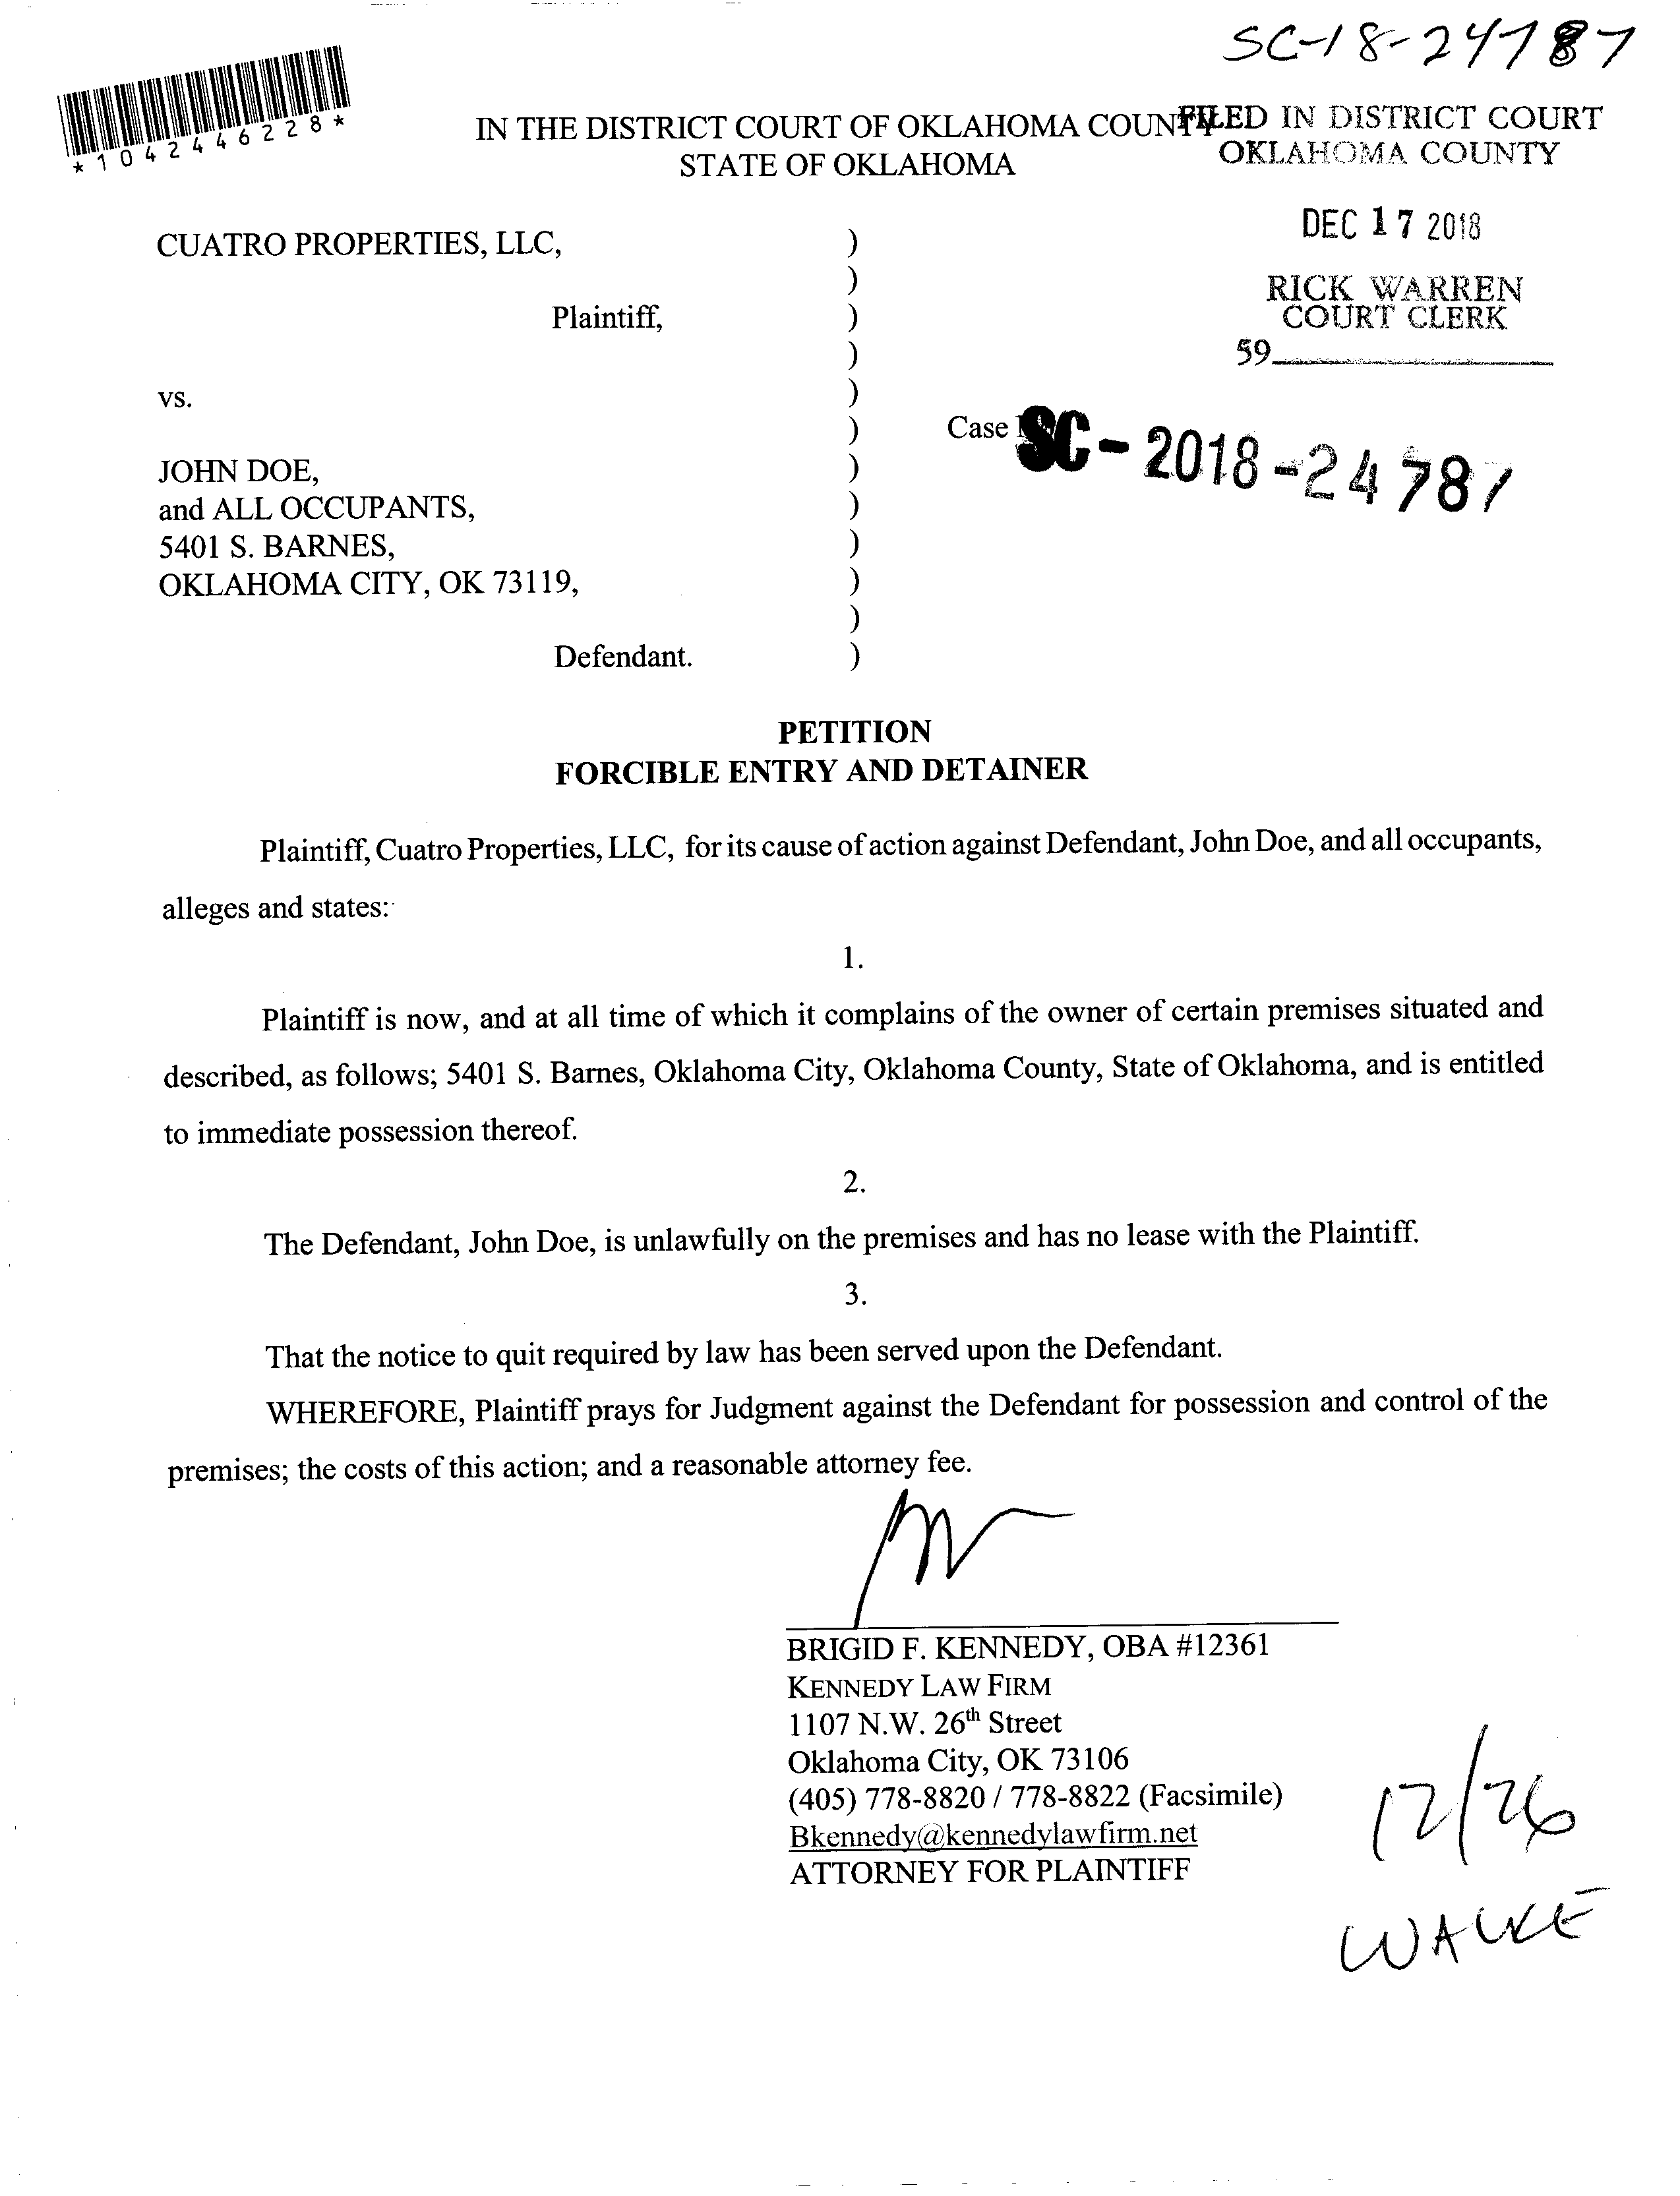 SC-18-24787
*1042446228*
IN THE DISTRICT COURT OF OKLAHOMA COUNTY
STATE OF OKLAHOMA
FILED IN DISTRICT COURT
OKLAHOMA COUNTY
DEC 17 2018
RICK WARREN
COURT CLERK
59
CUATRO PROPERTIES, LLC, )
)
Plaintiff, )
)
vs. )
Case SC-2018-24787
)
JOHN DOE, )
and ALL OCCUPANTS, )
5401 S. BARNES, )
OKLAHOMA CITY, OK 73119, )
)
Defendant. )
PETITION
FORCIBLE ENTRY AND DETAINER
Plaintiff, Cuatro Properties, LLC, for its cause of action against Defendant, John Doe, and all occupants,
alleges and states:
1.
Plaintiff is now, and at all time of which it complains of the owner of certain premises situated and
described, as follows; 5401 S. Barnes, Oklahoma City, Oklahoma County, State of Oklahoma, and is entitled
to immediate possession thereof.
2.
The Defendant, John Doe, is unlawfully on the premises and has no lease with the Plaintiff.
3.
That the notice to quit required by law has been served upon the Defendant.
WHEREFORE, Plaintiff prays for Judgment against the Defendant for possession and control of the
premises; the costs of this action; and a reasonable attorney fee.
BRIGID F. KENNEDY, OBA #12361
KENNEDY LAW FIRM
1107 N.W. 26th Street
Oklahoma City, OK 73106
(405) 778-8820 / 778-8822 (Facsimile)
Bkennedy@kennedylawfirm.net
ATTORNEY FOR PLAINTIFF
12/26